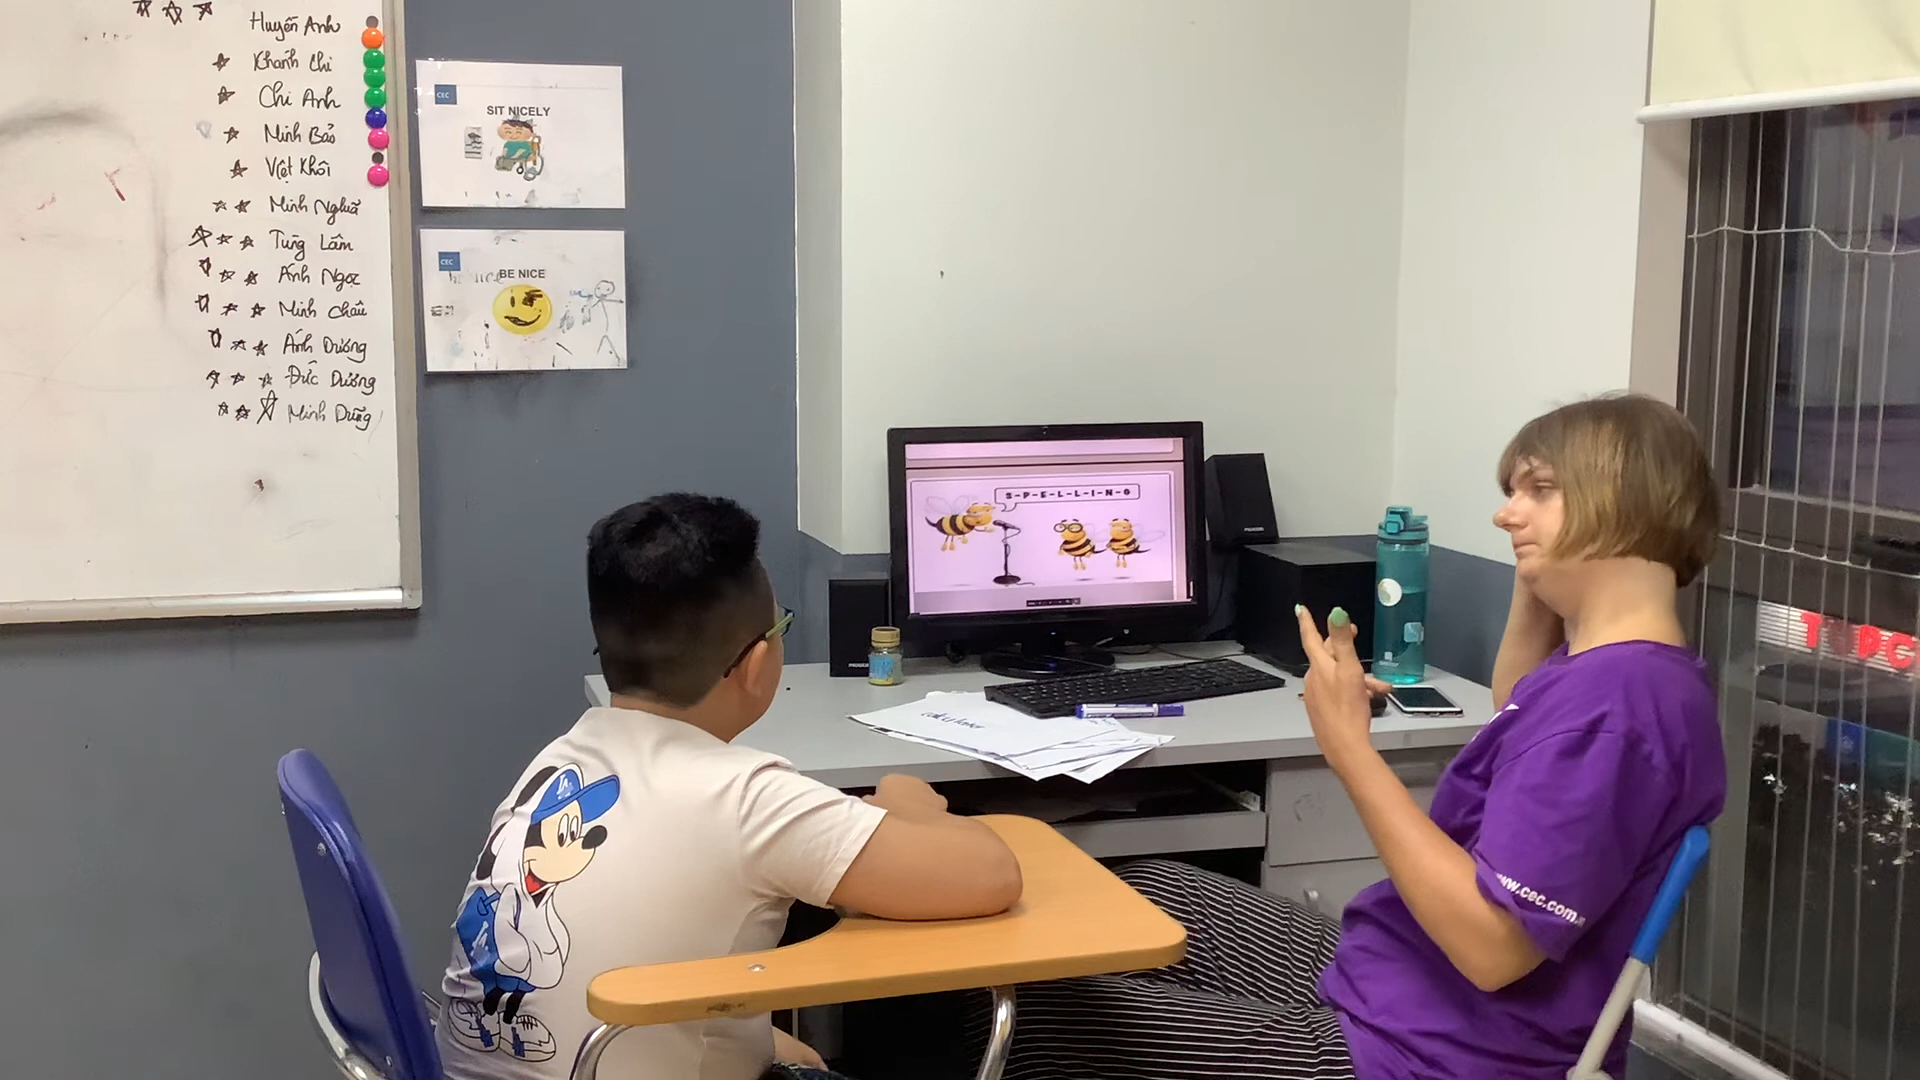 Huyền Anh
Khánh Chi
Chi Anh
Minh Bảo
Việt Khôi
Minh Nghĩa
Tùng Lâm
Ánh Ngọc
Minh Châu
Ánh Dương
Đức Dương
Minh Dũng
CEC
SIT NICELY
CEC
BE NICE
S-P-E-L-L-I-N-G
www.cec.com.